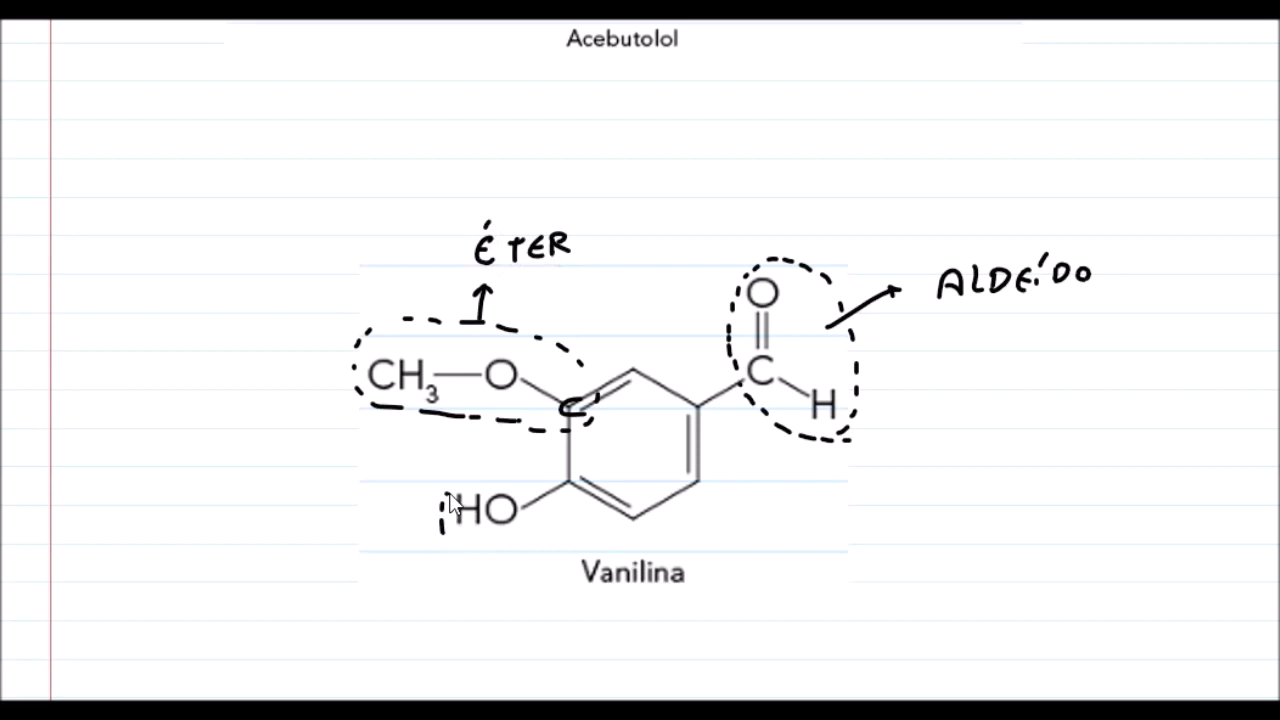 Acebutolol
ÉTER
ALDEÍDO
O
CH3—O
C
H
HO
Vanilina